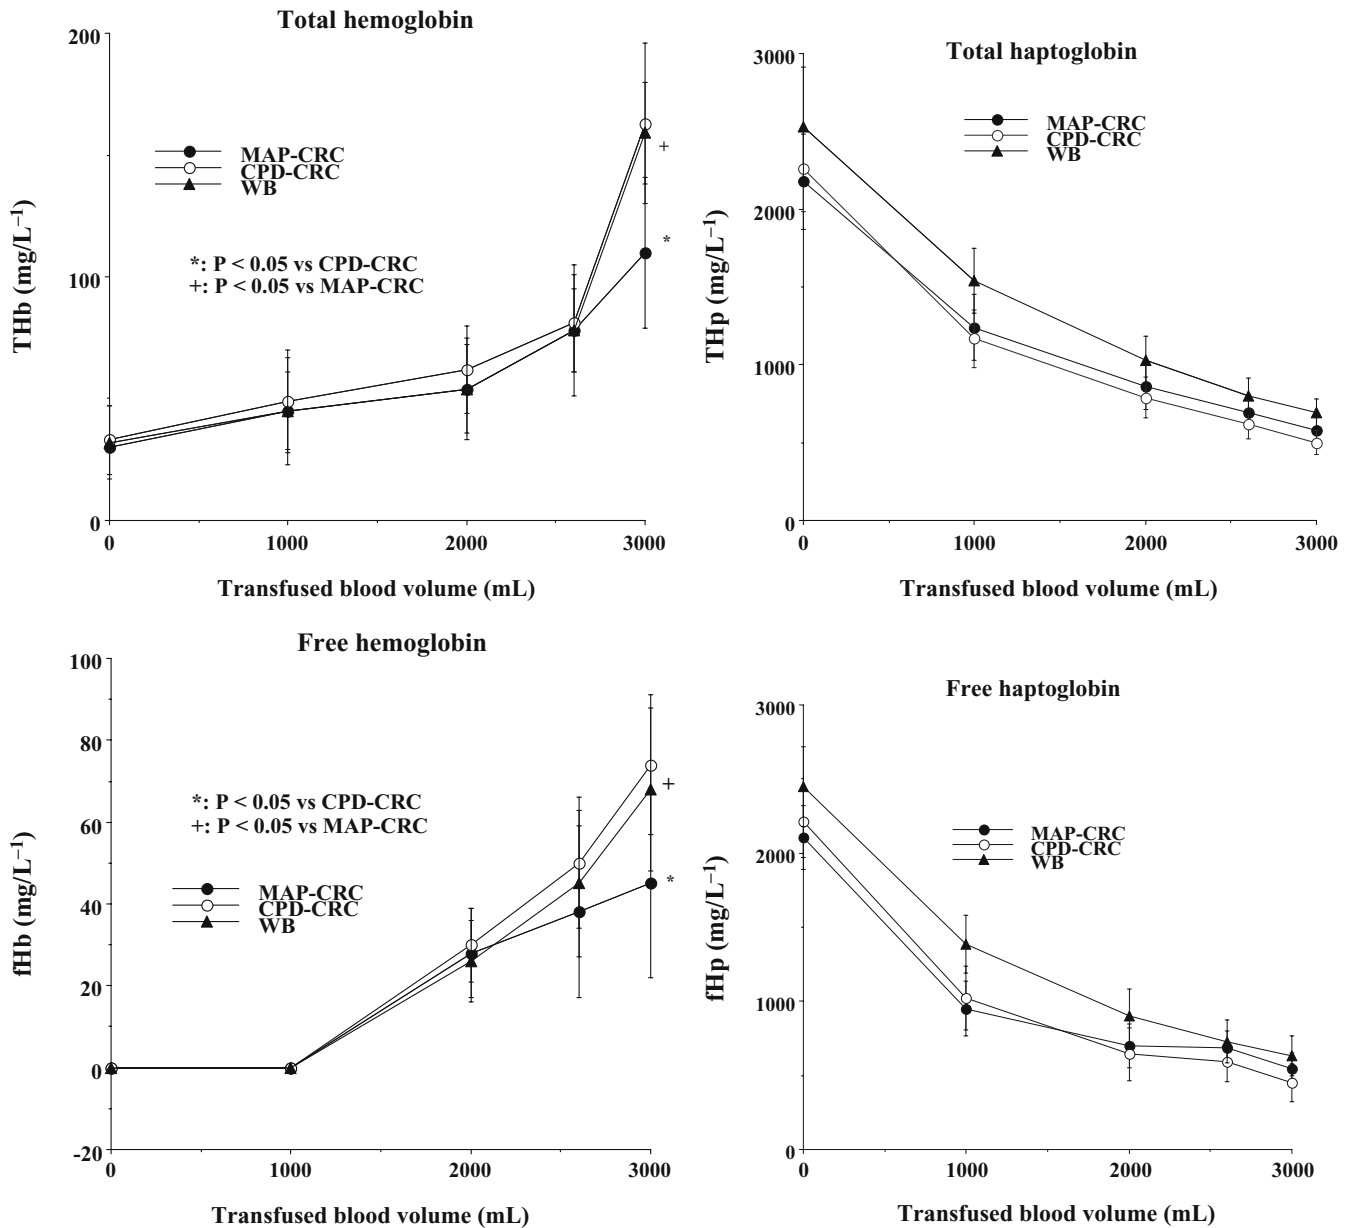 Total hemoglobin
200
100
0
THb (mg/L⁻¹)
MAP-CRC
CPD-CRC
WB
*: P < 0.05 vs CPD-CRC
+: P < 0.05 vs MAP-CRC
+
*
0 1000 2000 3000
Transfused blood volume (mL)
Total haptoglobin
3000
2000
1000
0
THp (mg/L⁻¹)
MAP-CRC
CPD-CRC
WB
0 1000 2000 3000
Transfused blood volume (mL)
Free hemoglobin
100
80
60
40
20
0
-20
fHb (mg/L⁻¹)
*: P < 0.05 vs CPD-CRC
+: P < 0.05 vs MAP-CRC
MAP-CRC
CPD-CRC
WB
+
*
0 1000 2000 3000
Transfused blood volume (mL)
Free haptoglobin
3000
2000
1000
0
fHp (mg/L⁻¹)
MAP-CRC
CPD-CRC
WB
0 1000 2000 3000
Transfused blood volume (mL)